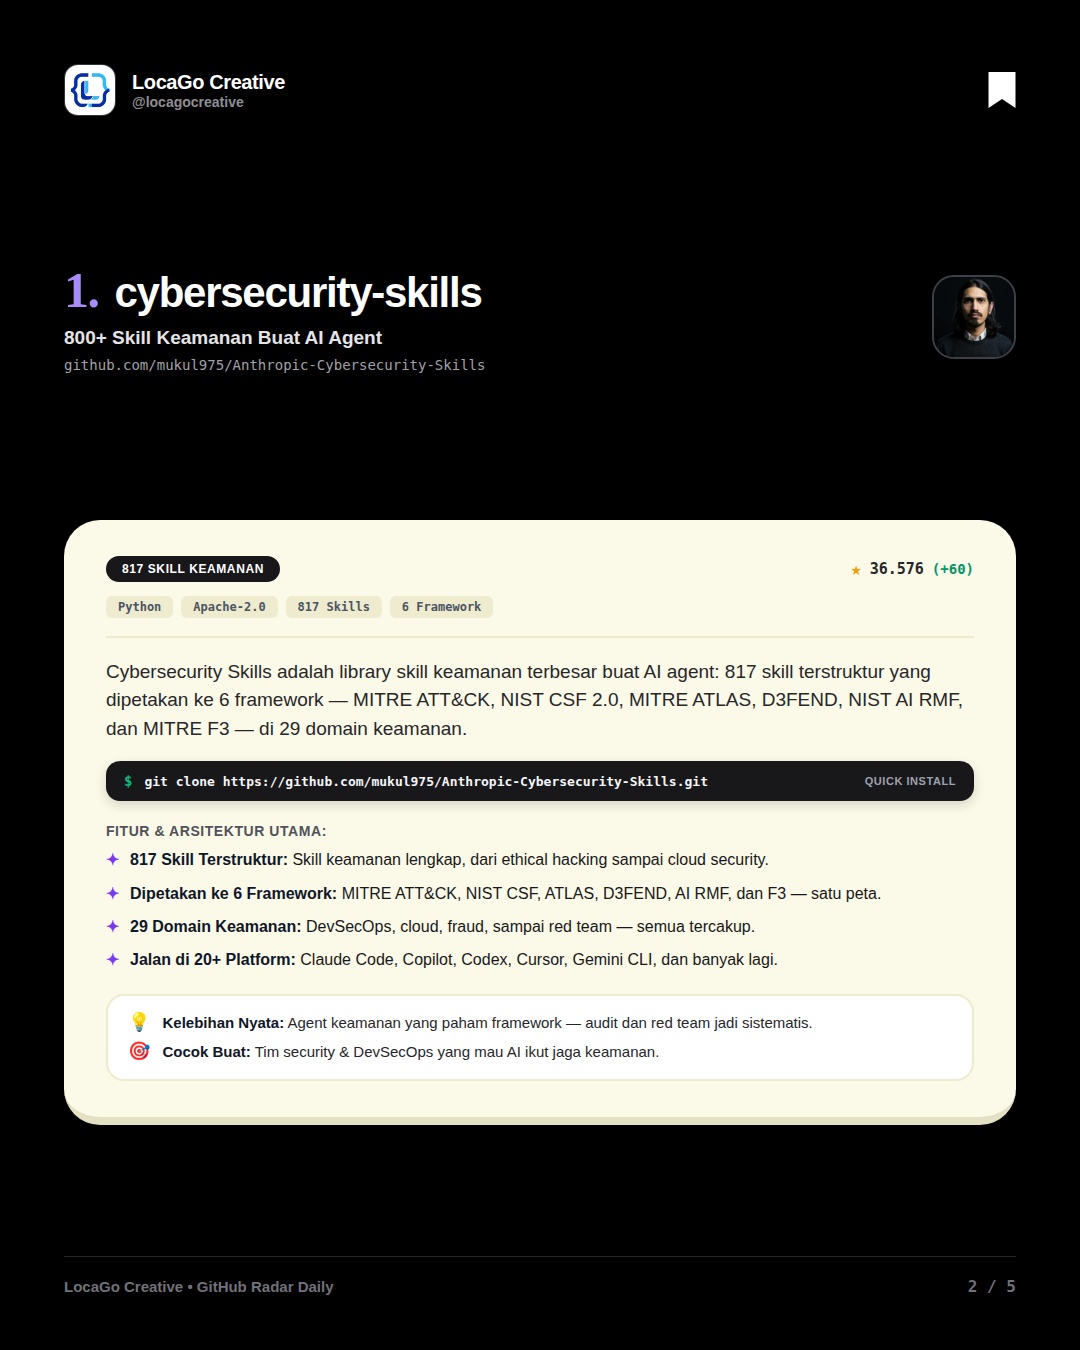 LocaGo Creative
@locagocreative
1. cybersecurity-skills
800+ Skill Keamanan Buat AI Agent
github.com/mukul975/Anthropic-Cybersecurity-Skills
817 SKILL KEAMANAN
★ 36.576 (+60)
Python Apache-2.0 817 Skills 6 Framework
Cybersecurity Skills adalah library skill keamanan terbesar buat AI agent: 817 skill terstruktur yang
dipetakan ke 6 framework — MITRE ATT&CK, NIST CSF 2.0, MITRE ATLAS, D3FEND, NIST AI RMF,
dan MITRE F3 — di 29 domain keamanan.
$ git clone https://github.com/mukul975/Anthropic-Cybersecurity-Skills.git QUICK INSTALL
FITUR & ARSITEKTUR UTAMA:
✦ 817 Skill Terstruktur: Skill keamanan lengkap, dari ethical hacking sampai cloud security.
✦ Dipetakan ke 6 Framework: MITRE ATT&CK, NIST CSF, ATLAS, D3FEND, AI RMF, dan F3 — satu peta.
✦ 29 Domain Keamanan: DevSecOps, cloud, fraud, sampai red team — semua tercakup.
✦ Jalan di 20+ Platform: Claude Code, Copilot, Codex, Cursor, Gemini CLI, dan banyak lagi.
💡 Kelebihan Nyata: Agent keamanan yang paham framework — audit dan red team jadi sistematis.
🎯 Cocok Buat: Tim security & DevSecOps yang mau AI ikut jaga keamanan.
LocaGo Creative • GitHub Radar Daily
2 / 5